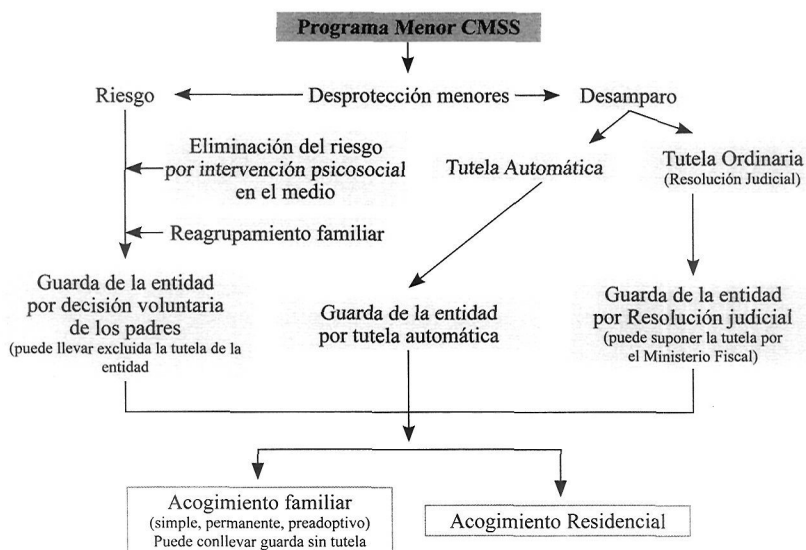 Programa Menor CMSS
Riesgo
Desprotección menores
Desamparo
Eliminación del riesgo
por intervención psicosocial
en el medio
Tutela Automática
Tutela Ordinaria
(Resolución Judicial)
Reagrupamiento familiar
Guarda de la entidad
por decisión voluntaria
de los padres
(puede llevar excluida la tutela de la
entidad
Guarda de la entidad
por tutela automática
Guarda de la entidad
por Resolución judicial
(puede suponer la tutela por
el Ministerio Fiscal)
Acogimiento familiar
(simple, permanente, preadoptivo)
Puede conllevar guarda sin tutela
Acogimiento Residencial